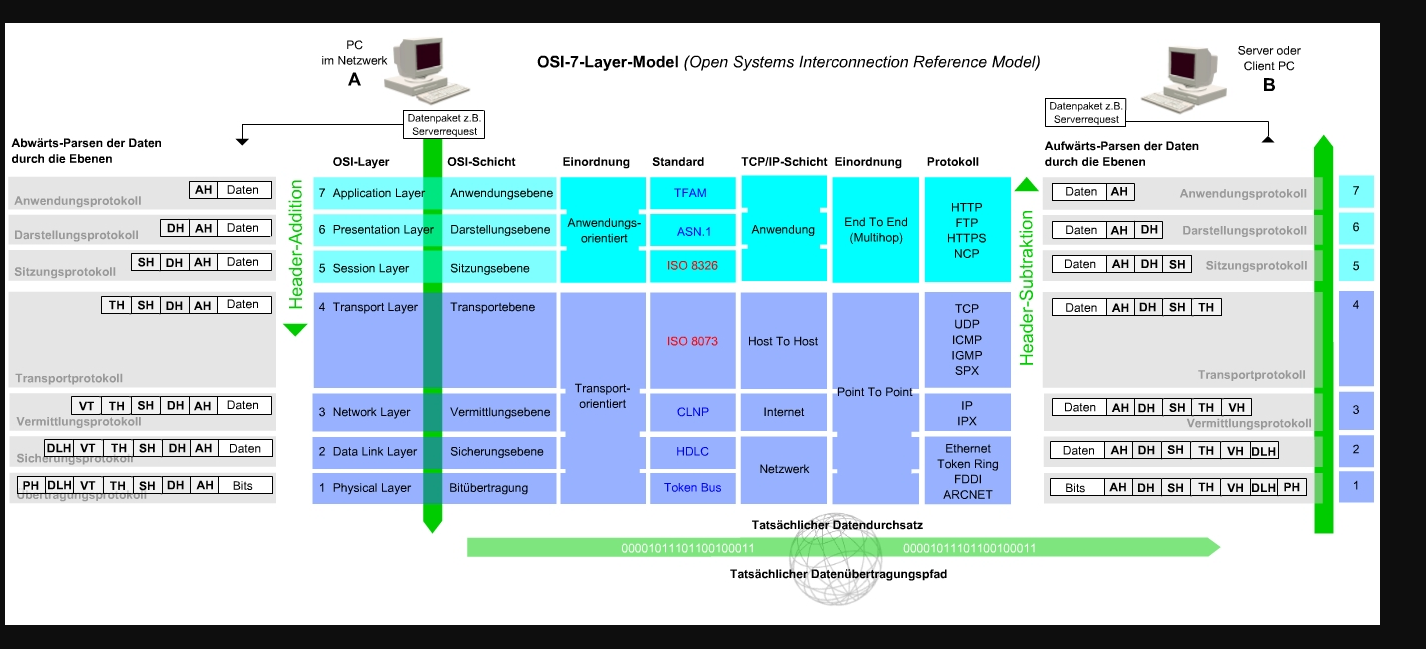 PC
im Netzwerk
A
OSI-7-Layer-Model (Open Systems Interconnection Reference Model)
Server oder
Client PC
B
Datenpaket z.B.
Serverrequest
Datenpaket z.B.
Serverrequest
Abwärts-Parsen der Daten
durch die Ebenen
OSI-Layer
OSI-Schicht
Einordnung
Standard
TCP/IP-Schicht
Einordnung
Protokoll
Aufwärts-Parsen der Daten
durch die Ebenen
AH Daten
Anwendungsprotokoll
DH AH Daten
Darstellungsprotokoll
SH DH AH Daten
Sitzungsprotokoll
TH SH DH AH Daten
Transportprotokoll
VT TH SH DH AH Daten
Vermittlungsprotokoll
DLH VT TH SH DH AH Daten
Sicherungsprotokoll
PH DLH VT TH SH DH AH Bits
Übertragungsprotokoll
Header-Addition
7 Application Layer
6 Presentation Layer
5 Session Layer
4 Transport Layer
3 Network Layer
2 Data Link Layer
1 Physical Layer
Anwendungsebene
Darstellungsebene
Sitzungsebene
Transportebene
Vermittlungsebene
Sicherungsebene
Bitübertragung
Anwendungs-
orientiert
Transport-
orientiert
TFAM
ASN.1
ISO 8326
ISO 8073
CLNP
HDLC
Token Bus
Anwendung
Host To Host
Internet
Netzwerk
End To End
(Multihop)
Point To Point
HTTP
FTP
HTTPS
NCP
TCP
UDP
ICMP
IGMP
SPX
IP
IPX
Ethernet
Token Ring
FDDI
ARCNET
Header-Subtraktion
Daten AH
Anwendungsprotokoll
7
Daten AH DH
Darstellungsprotokoll
6
Daten AH DH SH
Sitzungsprotokoll
5
Daten AH DH SH TH
Transportprotokoll
4
Daten AH DH SH TH VH
Vermittlungsprotokoll
3
Daten AH DH SH TH VH DLH
2
Bits AH DH SH TH VH DLH PH
1
Tatsächlicher Datendurchsatz
00001011101100100011
00001011101100100011
Tatsächlicher Datenübertragungspfad